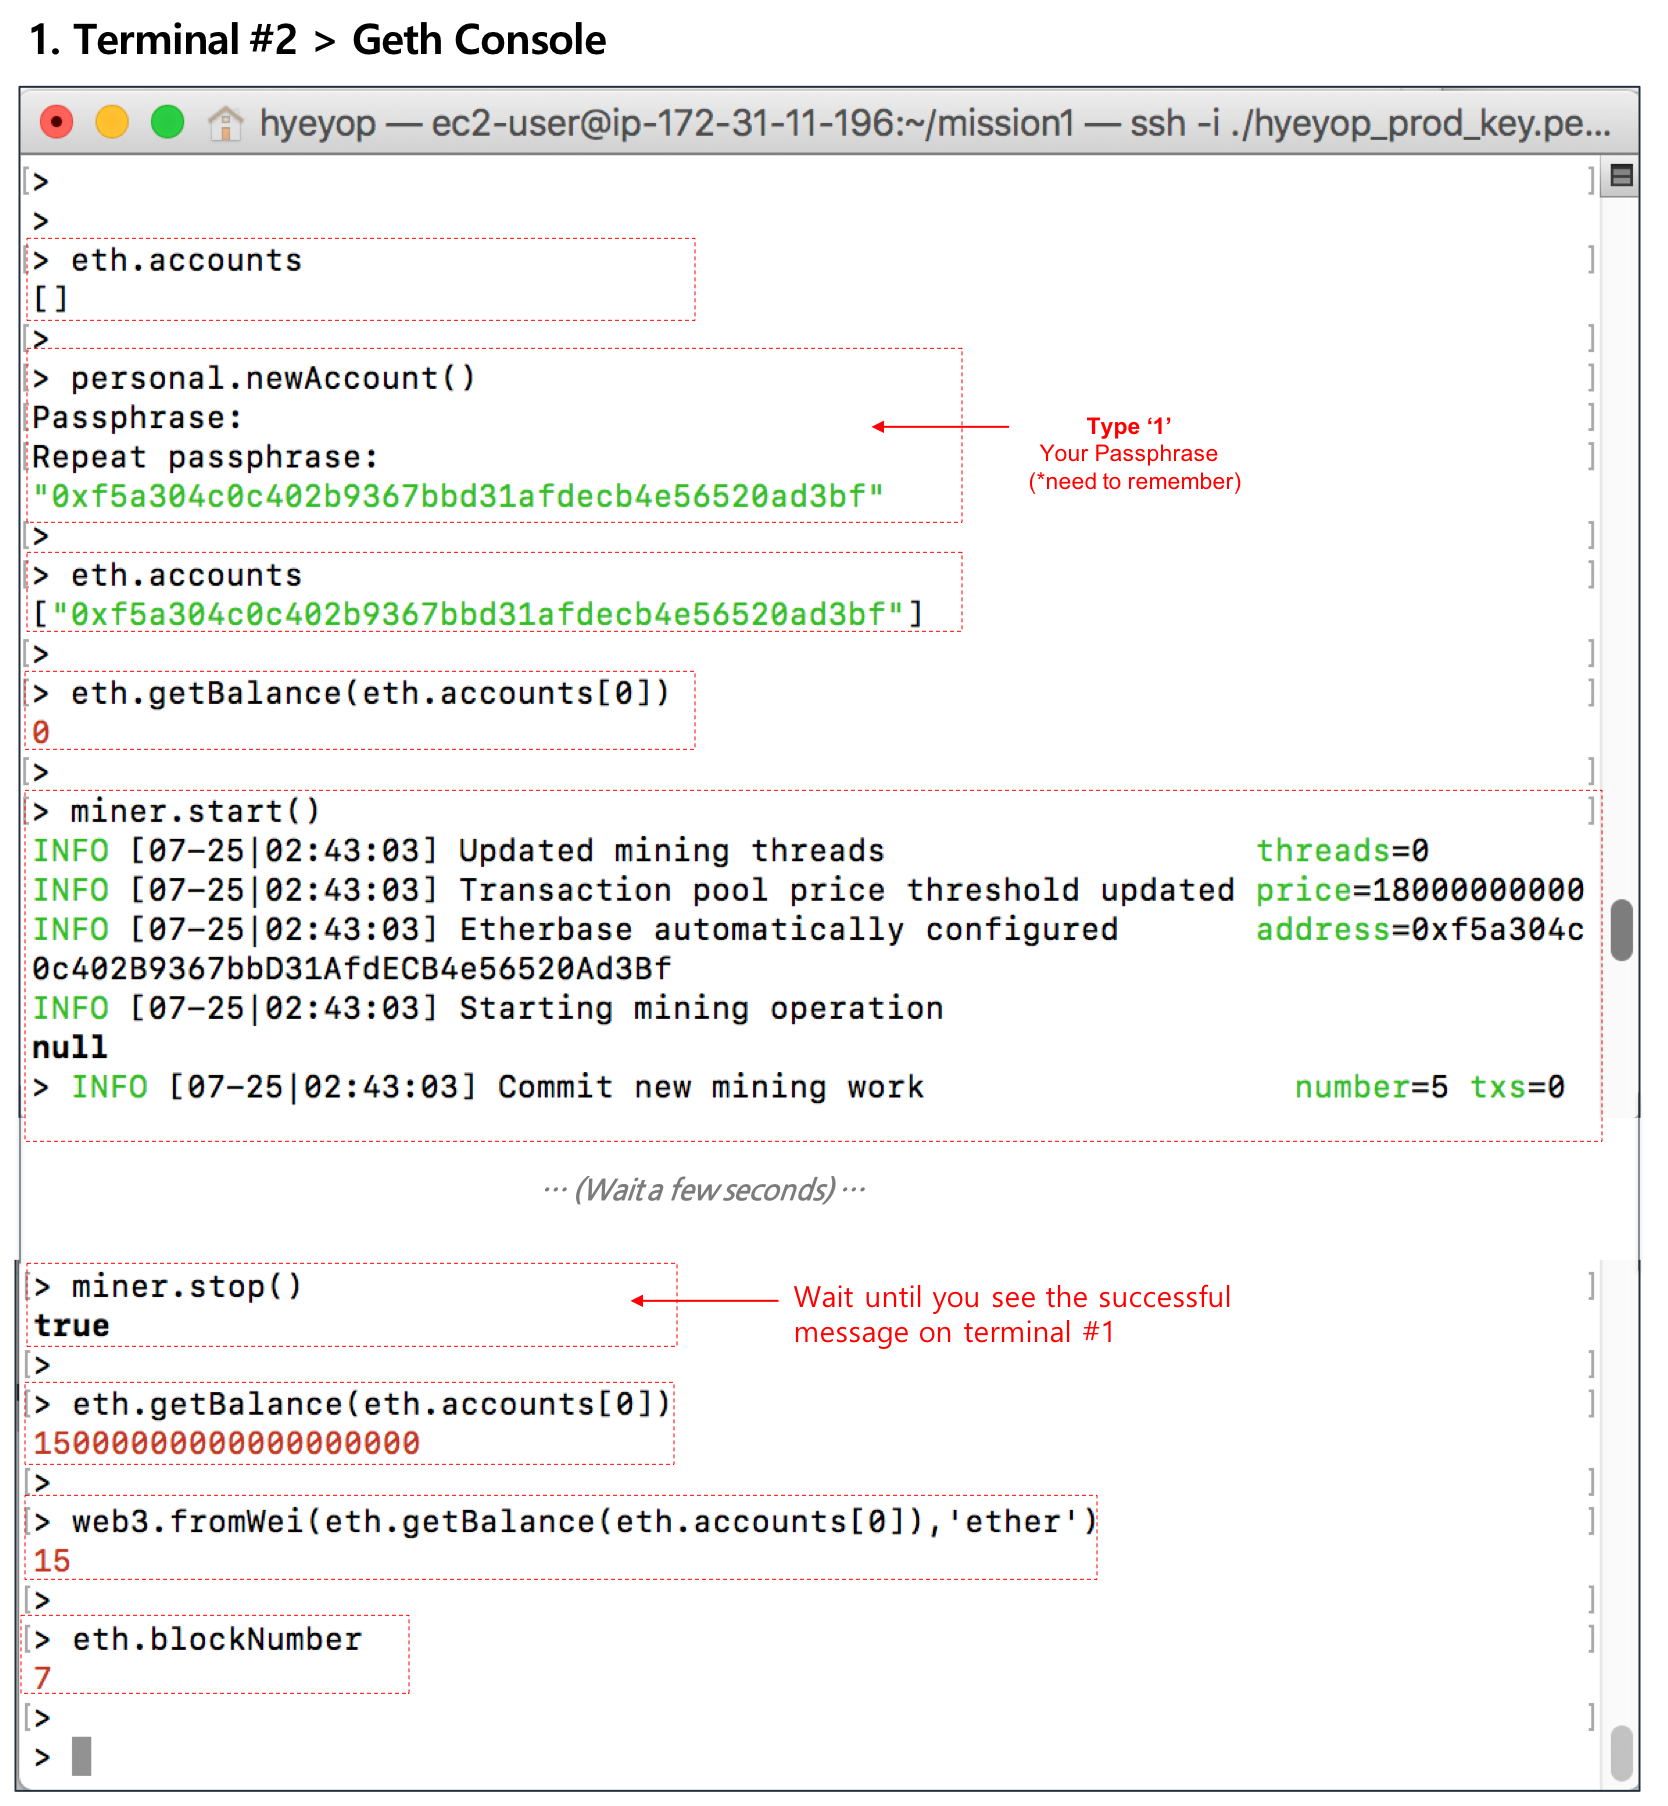 1. Terminal #2 > Geth Console
hyeyop — ec2-user@ip-172-31-11-196:~/mission1 — ssh -i ./hyeyop_prod_key.pe...
[> ]
>
[> eth.accounts ]
[]
[> ]
[> personal.newAccount() ]
[Passphrase: ]
[Repeat passphrase: ]
"0xf5a304c0c402b9367bbd31afdecb4e56520ad3bf"
Type ‘1’
Your Passphrase
(*need to remember)
[> ]
[> eth.accounts ]
["0xf5a304c0c402b9367bbd31afdecb4e56520ad3bf"]
[> ]
[> eth.getBalance(eth.accounts[0]) ]
0
[> ]
[> miner.start() ]
INFO [07-25|02:43:03] Updated mining threads threads=0
INFO [07-25|02:43:03] Transaction pool price threshold updated price=18000000000
INFO [07-25|02:43:03] Etherbase automatically configured address=0xf5a304c
0c402B9367bbD31AfdECB4e56520Ad3Bf
INFO [07-25|02:43:03] Starting mining operation
null
> INFO [07-25|02:43:03] Commit new mining work number=5 txs=0
... (Wait a few seconds) ...
[> miner.stop() ]
true
Wait until you see the successful
message on terminal #1
[> ]
[> eth.getBalance(eth.accounts[0]) ]
15000000000000000000
[> ]
[> web3.fromWei(eth.getBalance(eth.accounts[0]),'ether') ]
15
[> ]
[> eth.blockNumber ]
7
[> ]
>